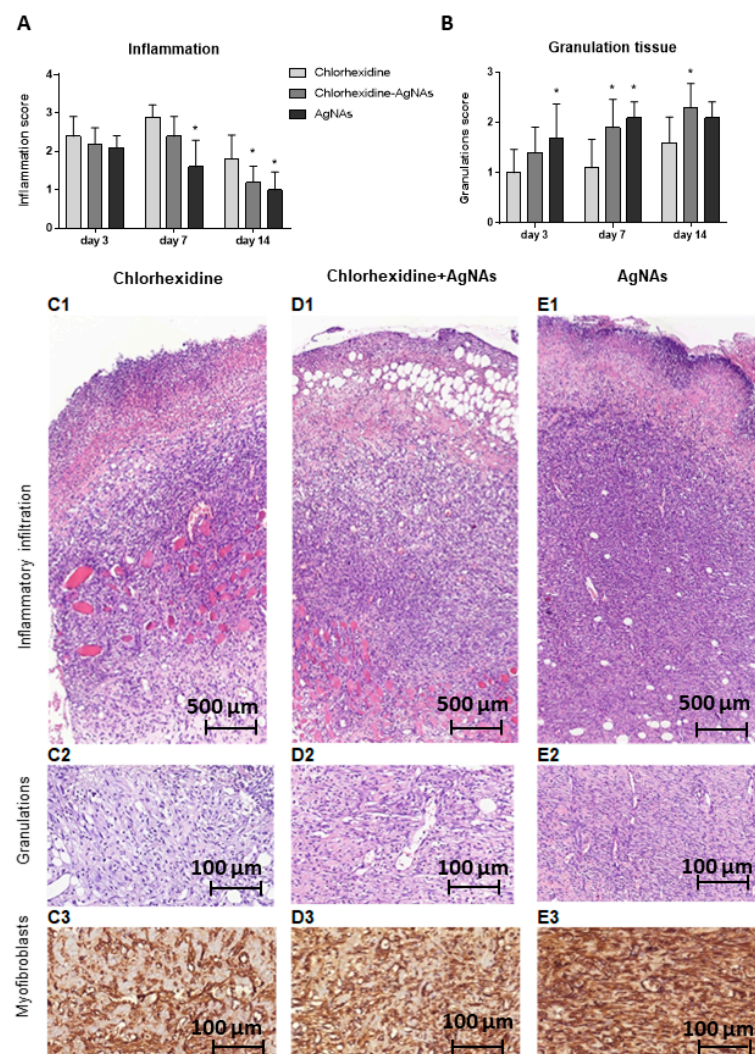 A
Inflammation
Inflammation score
4
3
2
1
0
*
*
*
day 3
day 7
day 14
Chlorhexidine
Chlorhexidine-AgNAs
AgNAs
B
Granulation tissue
Granulations score
3
2
1
0
*
*
*
*
day 3
day 7
day 14
Chlorhexidine
Chlorhexidine+AgNAs
AgNAs
C1
D1
E1
Inflammatory infiltration
500 µm
500 µm
500 µm
C2
D2
E2
Granulations
100 µm
100 µm
100 µm
C3
D3
E3
Myofibroblasts
100 µm
100 µm
100 µm